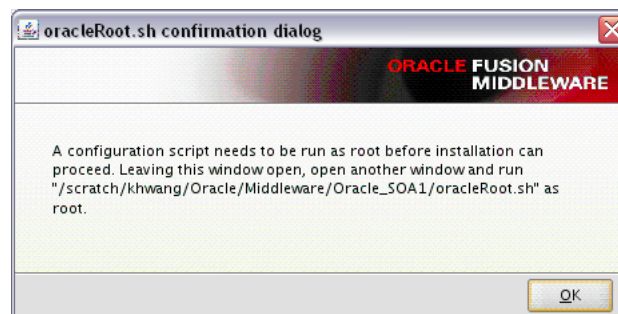 oracleRoot.sh confirmation dialog
ORACLE FUSION
MIDDLEWARE
A configuration script needs to be run as root before installation can
proceed. Leaving this window open, open another window and run
"/scratch/khwang/Oracle/Middleware/Oracle_SOA1/oracleRoot.sh" as
root.
OK